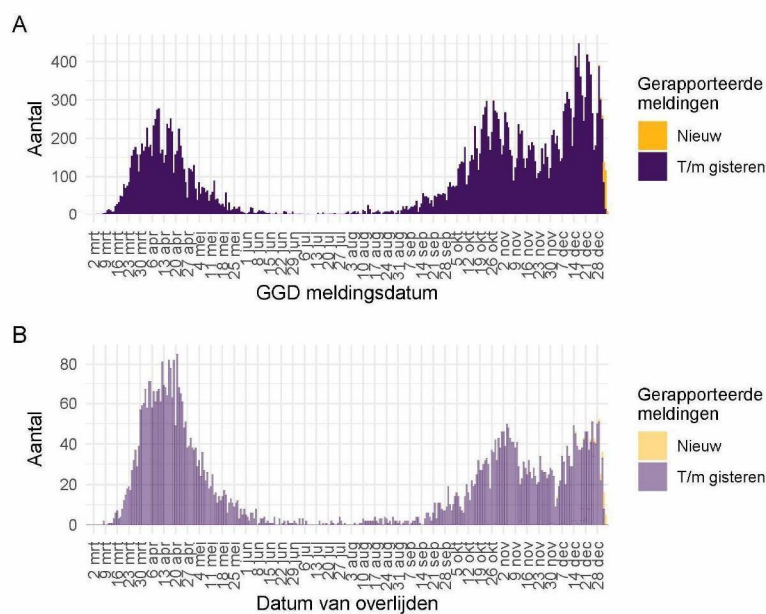 A
400
300
200
100
0
Aantal
2 mrt
9 mrt
16 mrt
23 mrt
30 mrt
6 apr
13 apr
20 apr
27 apr
4 mei
11 mei
18 mei
25 mei
1 jun
8 jun
15 jun
22 jun
29 jun
6 jul
13 jul
20 jul
27 jul
3 aug
10 aug
17 aug
24 aug
31 aug
7 sep
14 sep
21 sep
28 sep
5 okt
12 okt
19 okt
26 okt
2 nov
9 nov
16 nov
23 nov
30 nov
7 dec
14 dec
21 dec
28 dec
GGD meldingsdatum
Gerapporteerde
meldingen
Nieuw
T/m gisteren
B
80
60
40
20
0
Aantal
2 mrt
9 mrt
16 mrt
23 mrt
30 mrt
6 apr
13 apr
20 apr
27 apr
4 mei
11 mei
18 mei
25 mei
1 jun
8 jun
15 jun
22 jun
29 jun
6 jul
13 jul
20 jul
27 jul
3 aug
10 aug
17 aug
24 aug
31 aug
7 sep
14 sep
21 sep
28 sep
5 okt
12 okt
19 okt
26 okt
2 nov
9 nov
16 nov
23 nov
30 nov
7 dec
14 dec
21 dec
28 dec
Datum van overlijden
Gerapporteerde
meldingen
Nieuw
T/m gisteren